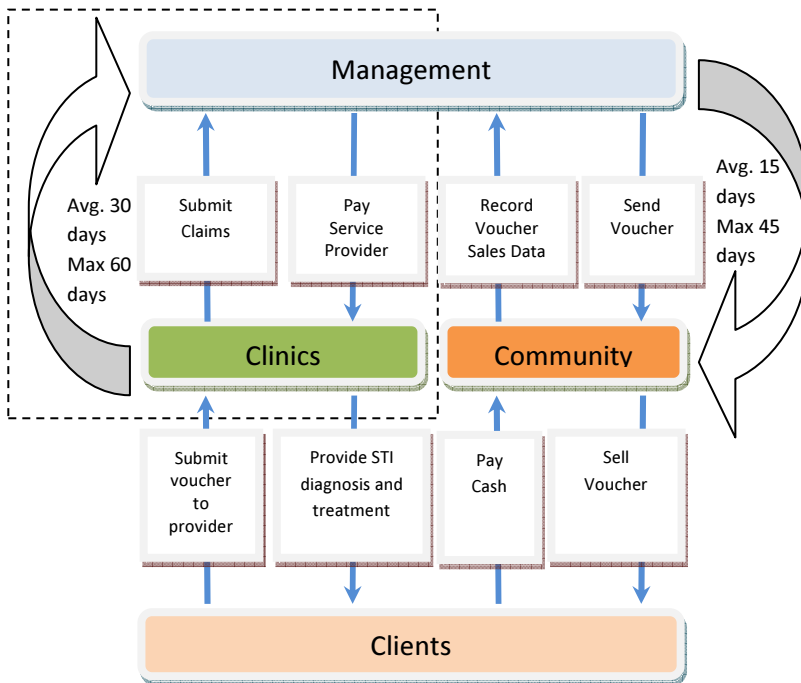 Management
Avg. 30
days
Max 60
days
Submit
Claims
Pay
Service
Provider
Record
Voucher
Sales Data
Send
Voucher
Avg. 15
days
Max 45
days
Clinics
Community
Submit
voucher
to
provider
Provide STI
diagnosis and
treatment
Pay
Cash
Sell
Voucher
Clients